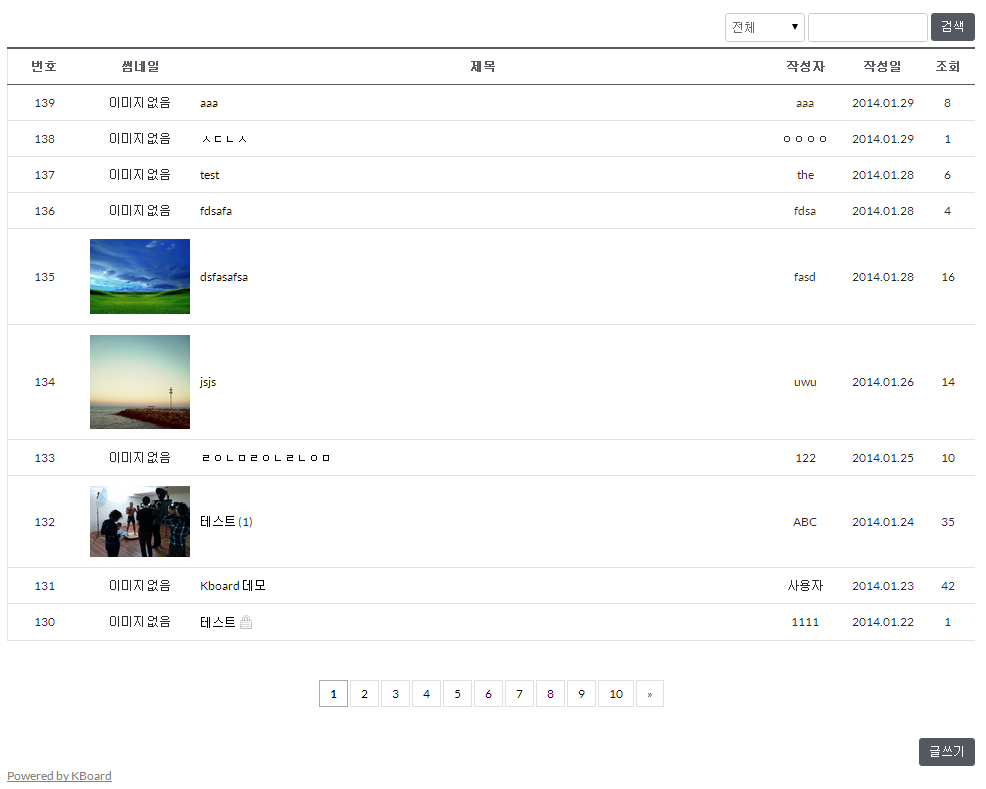 전체 ▼ 검색
번호 썸네일 제목 작성자 작성일 조회
139 이미지 없음 aaa aaa 2014.01.29 8
138 이미지 없음 ㅅㄷㄴㅅ ㅇㅇㅇㅇ 2014.01.29 1
137 이미지 없음 test the 2014.01.28 6
136 이미지 없음 fdsafa fdsa 2014.01.28 4
135 dsfasafsa fasd 2014.01.28 16
134 jsjs uwu 2014.01.26 14
133 이미지 없음 ㄹㅇㄴㅁㄹㅇㄴㄹㄴㅇㅁ 122 2014.01.25 10
132 테스트 (1) ABC 2014.01.24 35
131 이미지 없음 Kboard 데모 사용자 2014.01.23 42
130 이미지 없음 테스트 1111 2014.01.22 1
1 2 3 4 5 6 7 8 9 10 »
글쓰기
Powered by KBoard